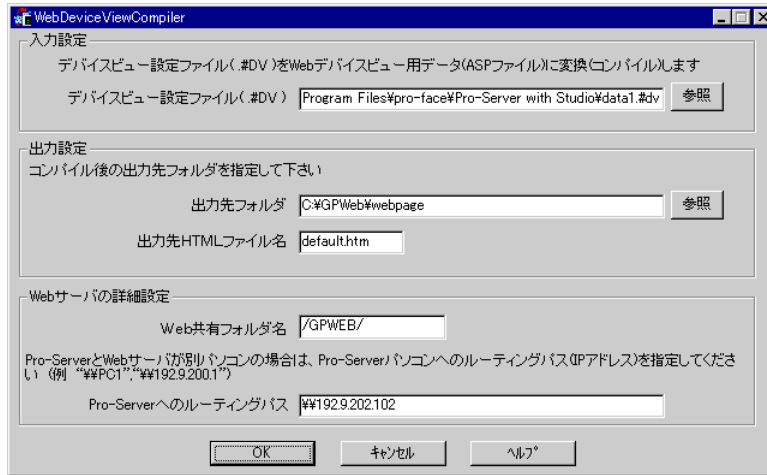 WebDeviceViewCompiler
入力設定
デバイスビュー設定ファイル(.#DV)をWebデバイスビュー用データ(ASPファイル)に変換(コンパイル)します
デバイスビュー設定ファイル(.#DV) Program Files¥pro-face¥Pro-Server with Studio¥data1.#dv 参照
出力設定
コンパイル後の出力先フォルダを指定して下さい
出力先フォルダ C:¥GPWeb¥webpage 参照
出力先HTMLファイル名 default.htm
Webサーバの詳細設定
Web共有フォルダ名 /GPWEB/
Pro-ServerとWebサーバが別パソコンの場合は、Pro-Serverパソコンへのルーティングパス(IPアドレス)を指定してくださ
い (例 “¥¥PC1”,“¥¥192.9.200.1”)
Pro-Serverへのルーティングパス ¥¥192.9.202.102
OK キャンセル ヘルプ